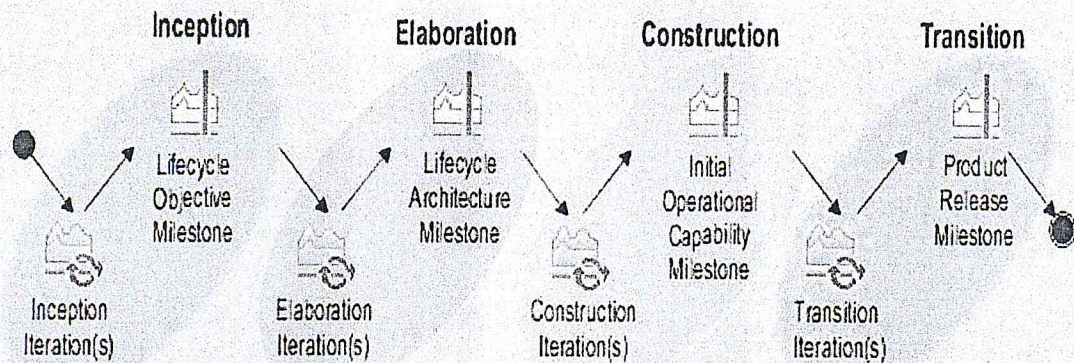 Inception
Elaboration
Construction
Transition
Lifecycle
Objective
Milestone
Lifecycle
Architecture
Milestone
Initial
Operational
Capability
Milestone
Product
Release
Milestone
Inception
Iteration(s)
Elaboration
Iteration(s)
Construction
Iteration(s)
Transition
Iteration(s)